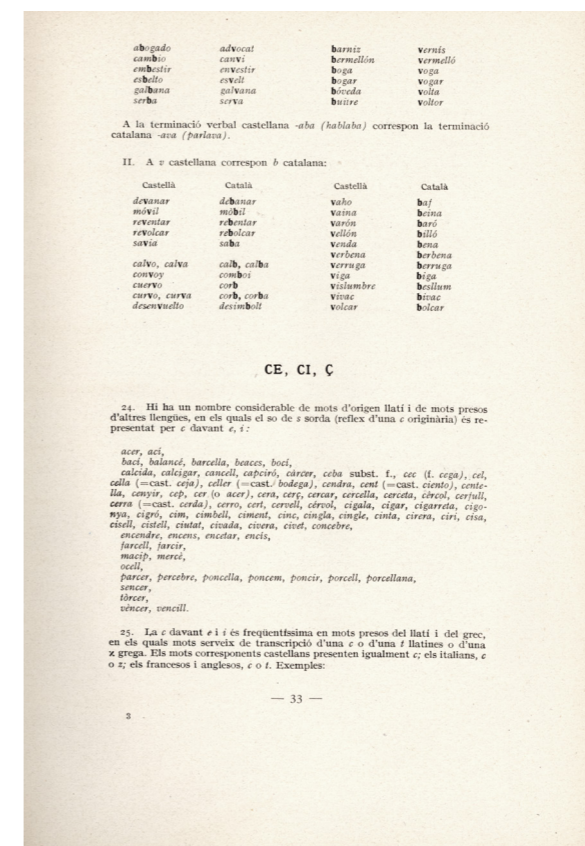 abogado advocat barniz vernís
cambio canvi bermellón vermelló
embestir envestir boga voga
esbelto esvelt bogar vogar
galbana galvana bóveda volta
serba serva buitre voltor
A la terminació verbal castellana -aba (hablaba) correspon la terminació
catalana -ava (parlava).
II. A v castellana correspon b catalana:
Castellà Català Castellà Català
devanar debanar vaho baf
móvil mòbil vaina beina
reventar rebentar varón baró
revolcar rebolcar vellón billó
savia saba venda bena
verbena berbena
calvo, calva calb, calba verruga berruga
convoy comboi viga biga
cuervo corb vislumbre besllum
curvo, curva corb, corba vivac bivac
desenvuelto desimbolt volcar bolcar
CE, CI, Ç
24. Hi ha un nombre considerable de mots d'origen llatí i de mots presos
d'altres llengües, en els quals el so de s sorda (reflex d'una c originària) és re-
presentat per c davant e, i:
acer, ací,
bací, balancé, barcella, beaces, bocí,
calcida, calcigar, cancell, capciró, càrcer, ceba subst. f., cec (f. cega), cel,
cella (=cast. ceja), celler (=cast. bodega), cendra, cent (=cast. ciento), cente-
lla, cenyir, cep, cer (o acer), cera, cerç, cercar, cercella, cerceta, cèrcol, cerfull,
cerra (=cast. cerda), cerro, cert, cervell, cérvol, cigala, cigar, cigarreta, cigo-
nya, cigró, cim, cimbell, ciment, cinc, cingla, cingle, cinta, cirera, ciri, cisa,
cisell, cistell, ciutat, civada, civera, civet, concebre,
encendre, encens, encetar, encís,
farcell, farcir,
macip, mercè,
ocell,
parcer, percebre, poncella, poncem, poncir, porcell, porcellana,
sencer,
tòrcer,
vèncer, vencill.
25. La c davant e i i és freqüentíssima en mots presos del llatí i del grec,
en els quals mots serveix de transcripció d'una c o d'una t llatines o d'una
ϰ grega. Els mots corresponents castellans presenten igualment c; els italians, c
o z; els francesos i anglesos, c o t. Exemples:
— 33 —
3